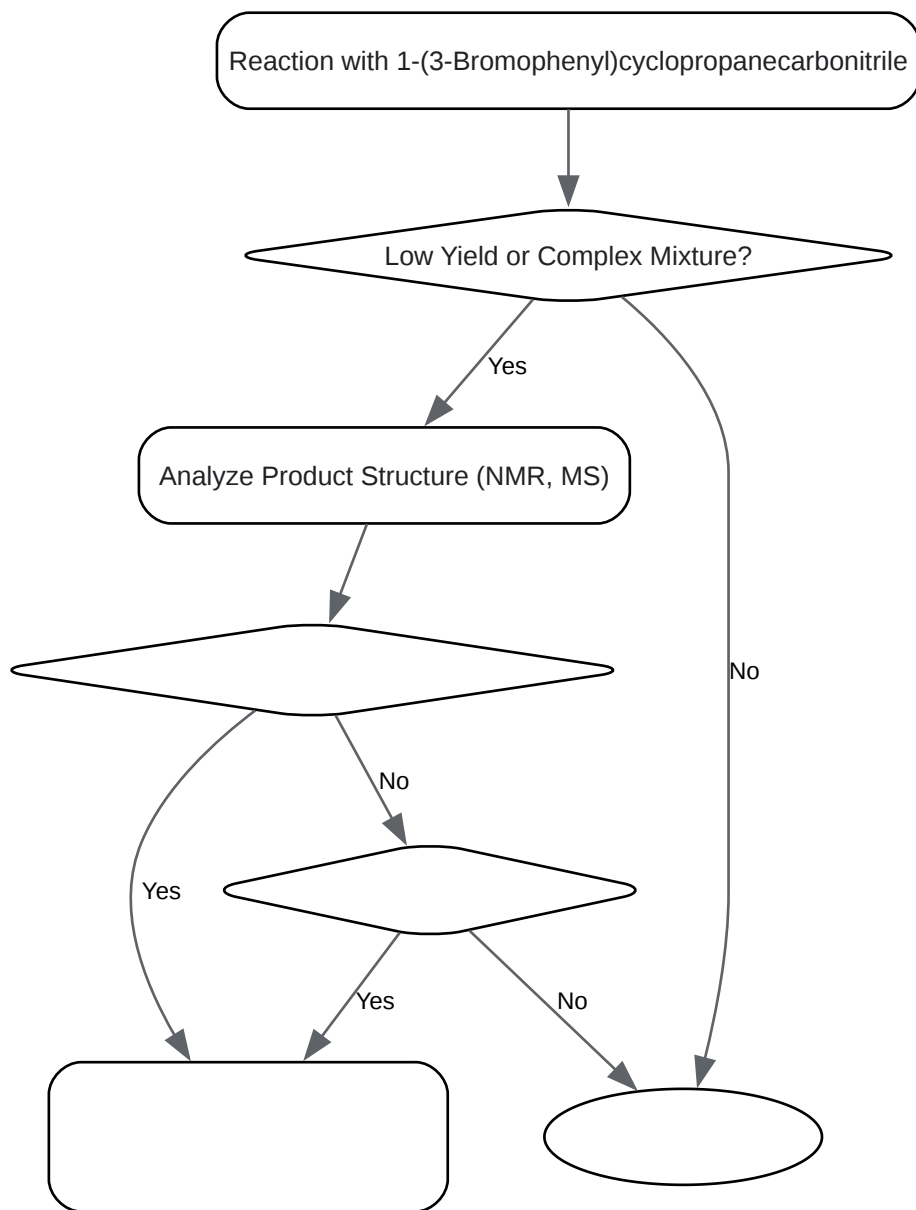 Reaction with 1-(3-Bromophenyl)cyclopropanecarbonitrile
Low Yield or Complex Mixture?
Yes
Analyze Product Structure (NMR, MS)
No
No
Yes
Yes
No